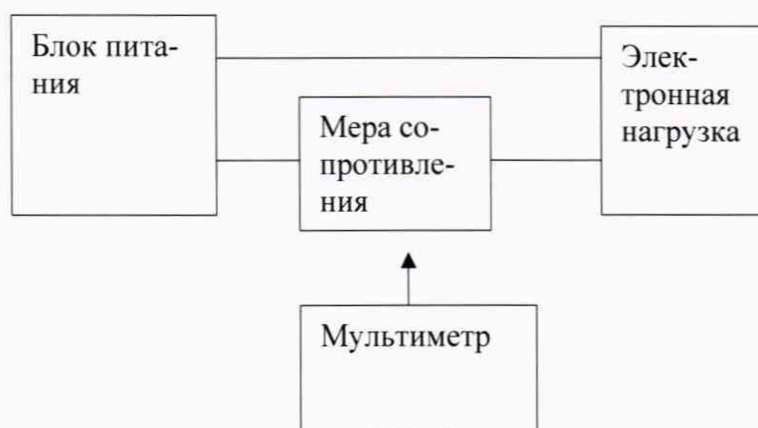 Блок пита-
ния
Элек-
тронная
нагрузка
Мера со-
противле-
ния
Мультиметр